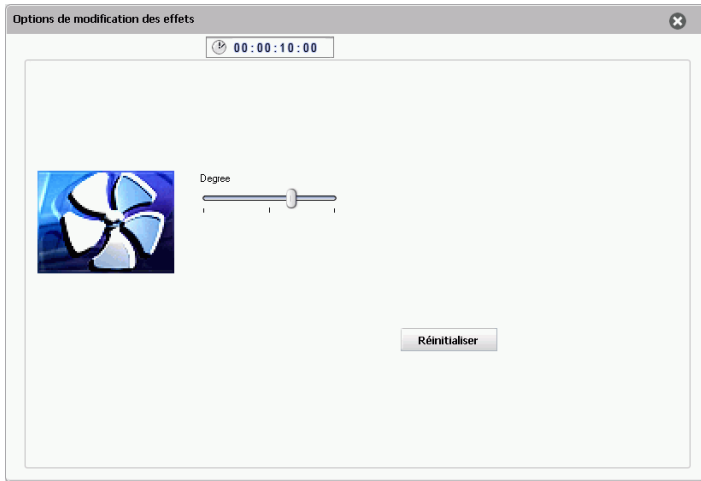 Options de modification des effets
00:00:10:00
Degree
Réinitialiser